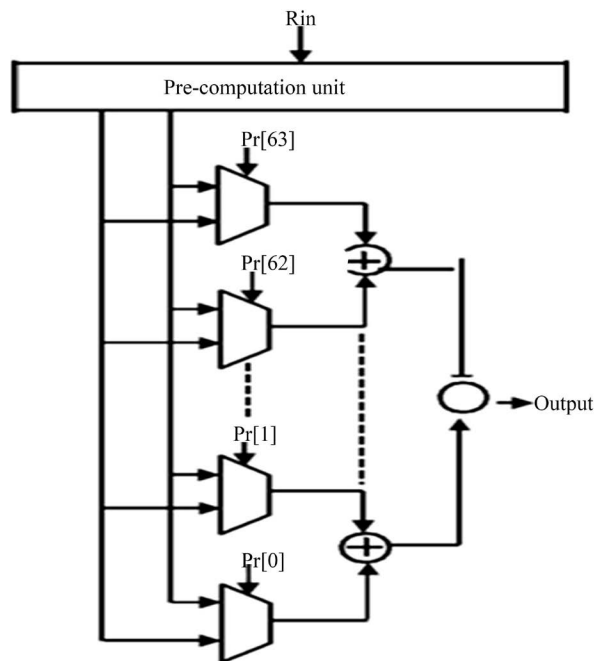 Rin
Pre-computation unit
Pr[63]
Pr[62]
Output
Pr[1]
Pr[0]